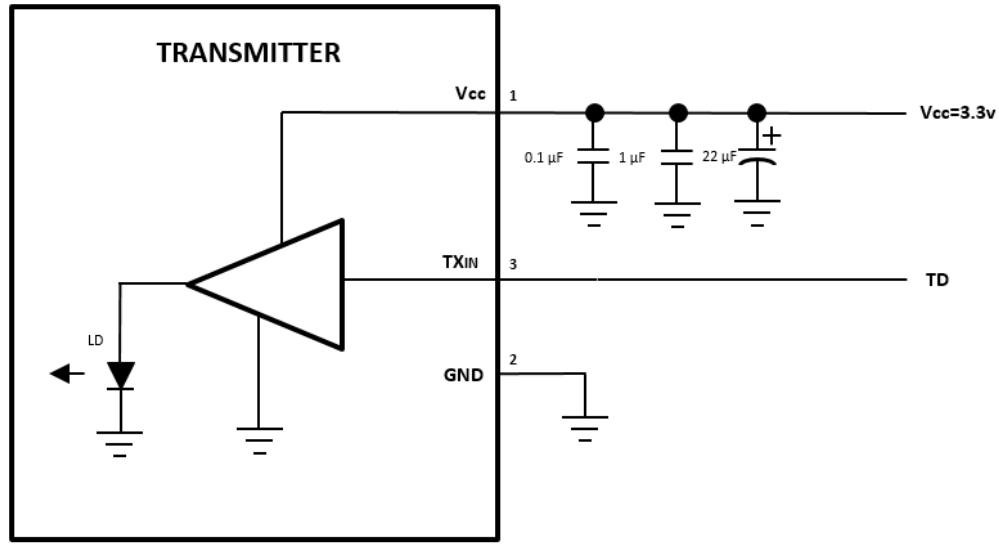 TRANSMITTER
Vcc 1
Vcc=3.3v
0.1 µF
1 µF
22 µF
+
TXIN 3
TD
LD
GND 2